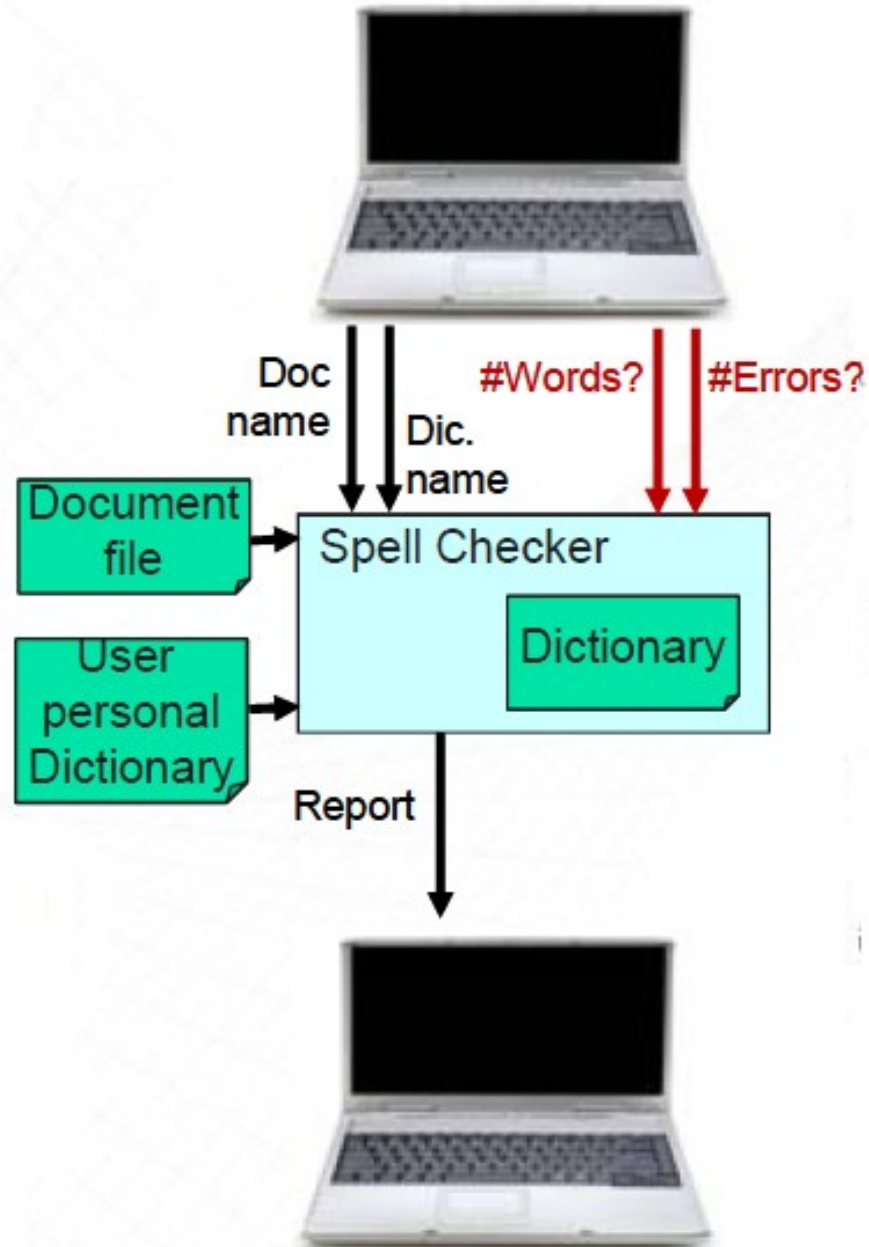 Doc
name
Dic.
name
#Words?
#Errors?
Document
file
Spell Checker
Dictionary
User
personal
Dictionary
Report